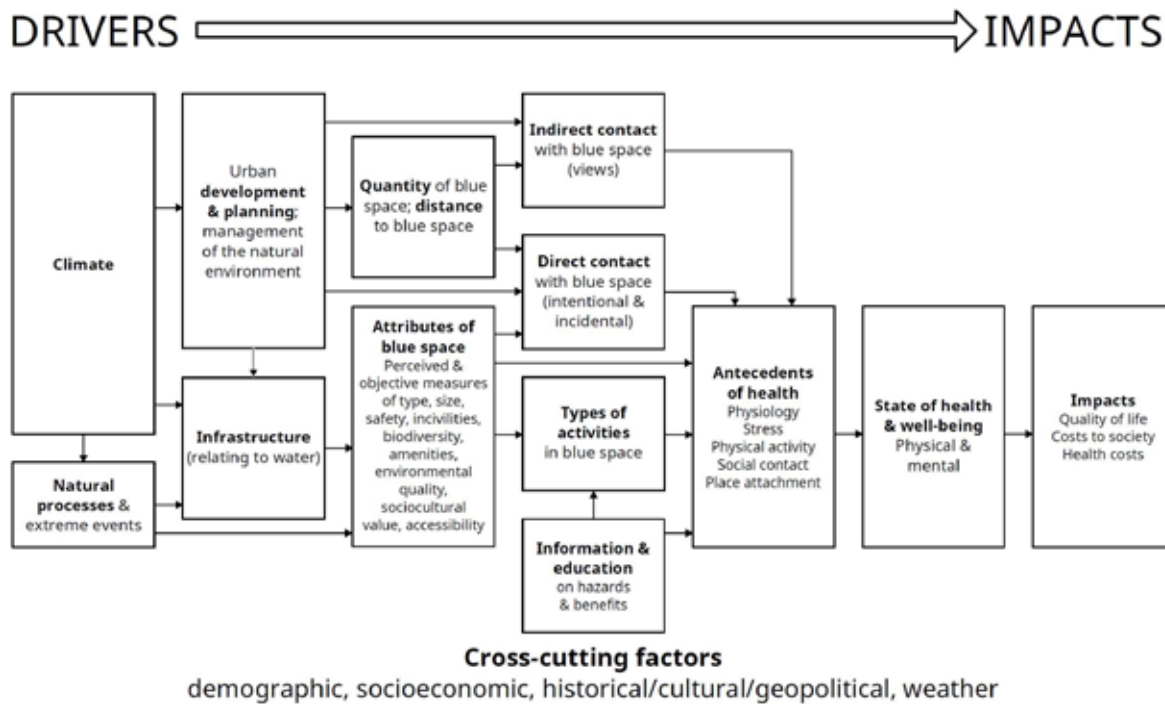 DRIVERS
IMPACTS
Climate
Natural
processes &
extreme events
Urban
development
& planning;
management
of the natural
environment
Infrastructure
(relating to water)
Quantity of blue
space; distance
to blue space
Attributes of
blue space
Perceived &
objective measures
of type, size,
safety, incivilities,
biodiversity,
amenities,
environmental
quality,
sociocultural
value, accessibility
Indirect contact
with blue space
(views)
Direct contact
with blue space
(intentional &
incidental)
Types of
activities
in blue space
Information &
education
on hazards
& benefits
Antecedents
of health
Physiology
Stress
Physical activity
Social contact
Place attachment
State of health
& well-being
Physical &
mental
Impacts
Quality of life
Costs to society
Health costs
Cross-cutting factors
demographic, socioeconomic, historical/cultural/geopolitical, weather